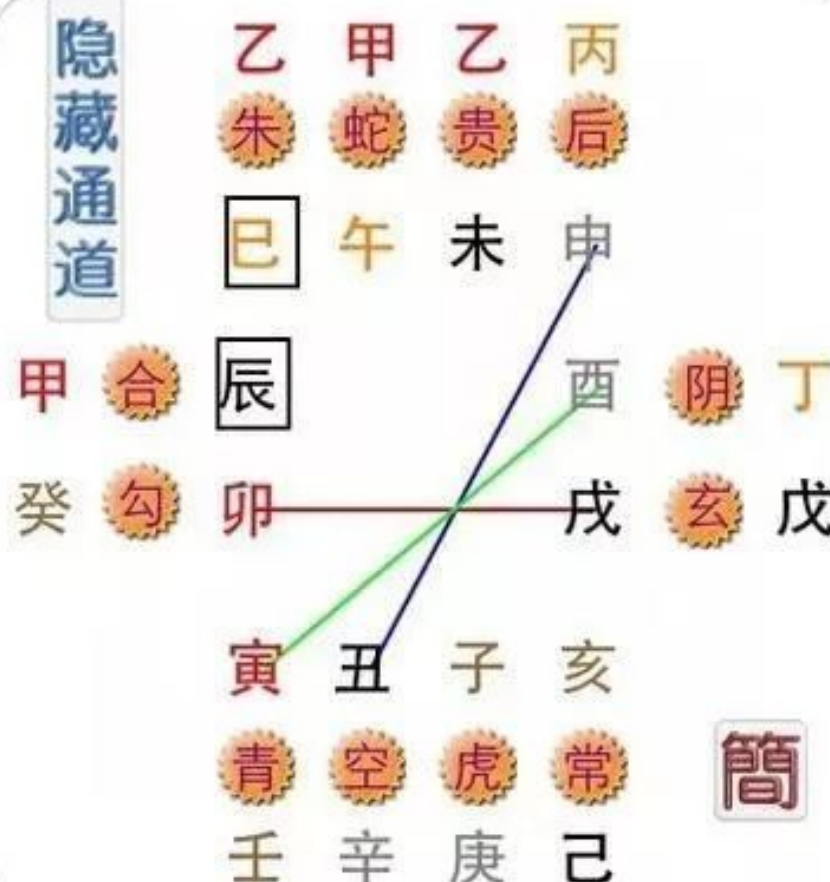 隐藏通道
乙 甲 乙 丙
朱 蛇 贵 后
巳 午 未 申
甲 合 辰 酉 阴 丁
癸 勾 卯 戌 玄 戊
寅 丑 子 亥
青 空 虎 常
簡
壬 辛 庚 己